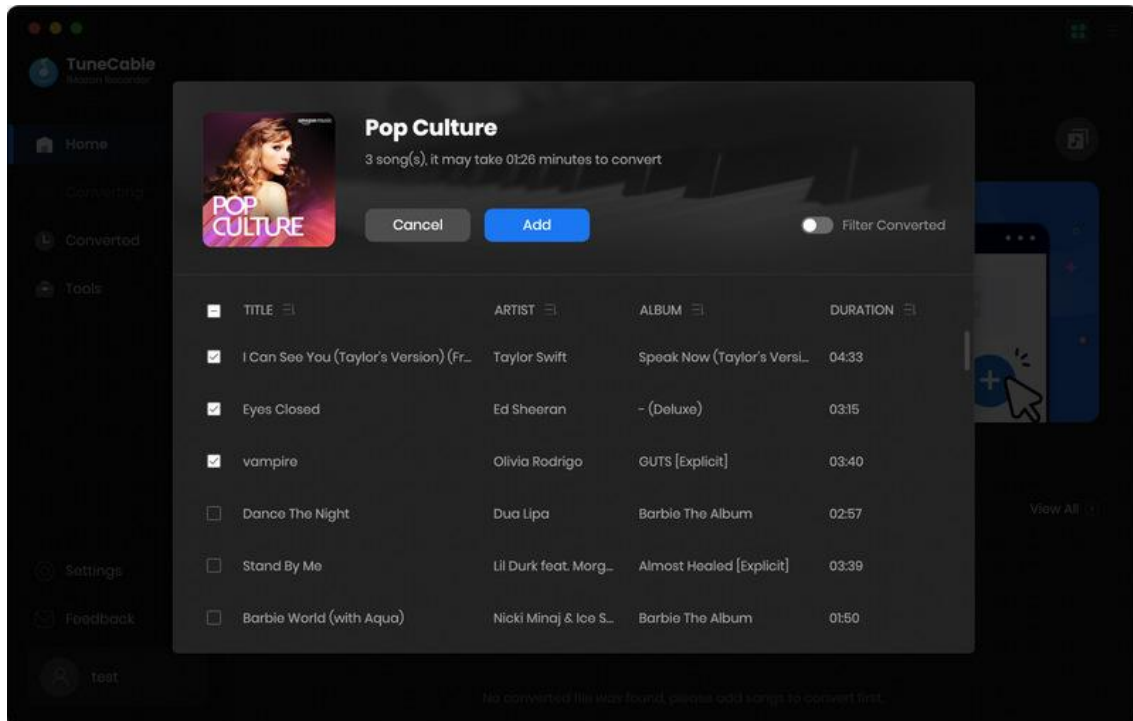 TuneCable
Home
Converting
Converted
Tools
Settings
Feedback
test
amazon music
POP
CULTURE
Pop Culture
3 song(s), it may take 01:26 minutes to convert
Cancel
Add
Filter Converted
TITLE ARTIST ALBUM DURATION
I Can See You (Taylor's Version) (Fr... Taylor Swift Speak Now (Taylor's Versi... 04:33
Eyes Closed Ed Sheeran - (Deluxe) 03:15
vampire Olivia Rodrigo GUTS [Explicit] 03:40
Dance The Night Dua Lipa Barbie The Album 02:57
Stand By Me Lil Durk feat. Morg... Almost Healed [Explicit] 03:39
Barbie World (with Aqua) Nicki Minaj & Ice S... Barbie The Album 01:50
View All
No converted file was found, please add songs to convert first.